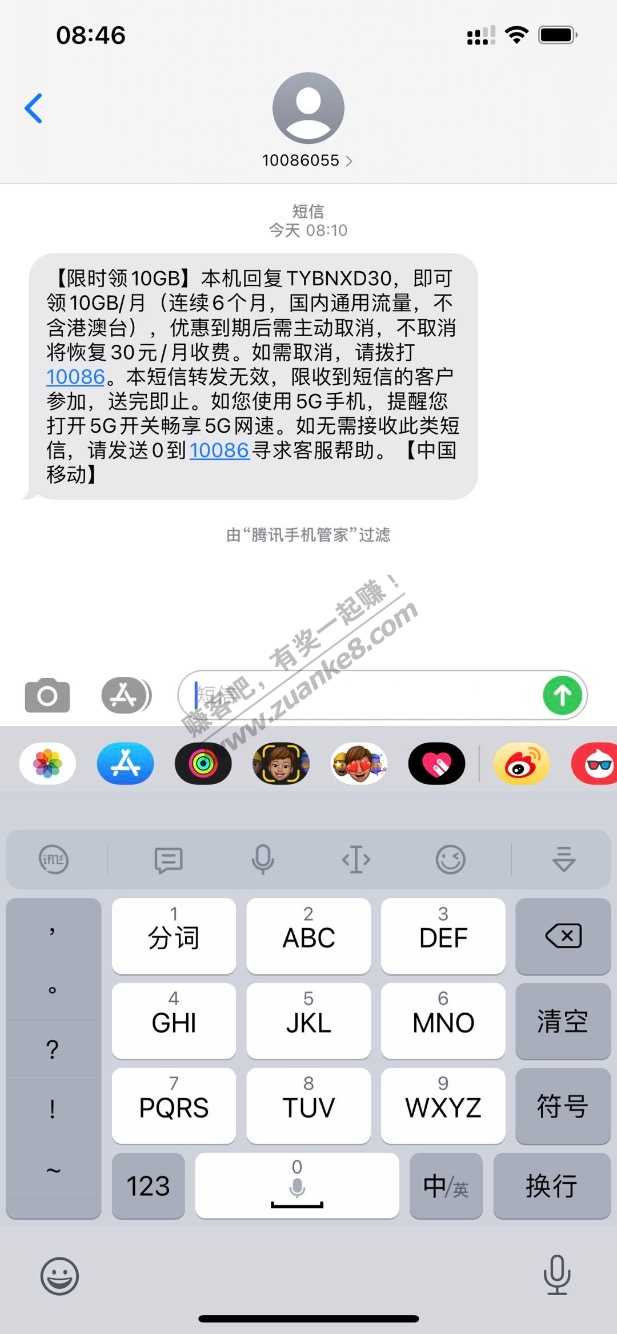 08:46
10086055
短信
今天 08:10
【限时领10GB】本机回复TYBNXD30，即可
领10GB/月（连续6个月，国内通用流量，不
含港澳台），优惠到期后需主动取消，不取消
将恢复30元/月收费。如需取消，请拨打
10086。本短信转发无效，限收到短信的客户
参加，送完即止。如您使用5G手机，提醒您
打开5G开关畅享5G网速。如无需接收此类短
信，请发送0到10086寻求客服帮助。【中国
移动】
由“腾讯手机管家”过滤
赚客吧，有奖一起赚！
www.zuanke8.com
短信
iFLY
，
1
分词
2
ABC
3
DEF
。
4
GHI
5
JKL
6
MNO
清空
？
！
7
PQRS
8
TUV
9
WXYZ
符号
~
123
0
中/英
换行